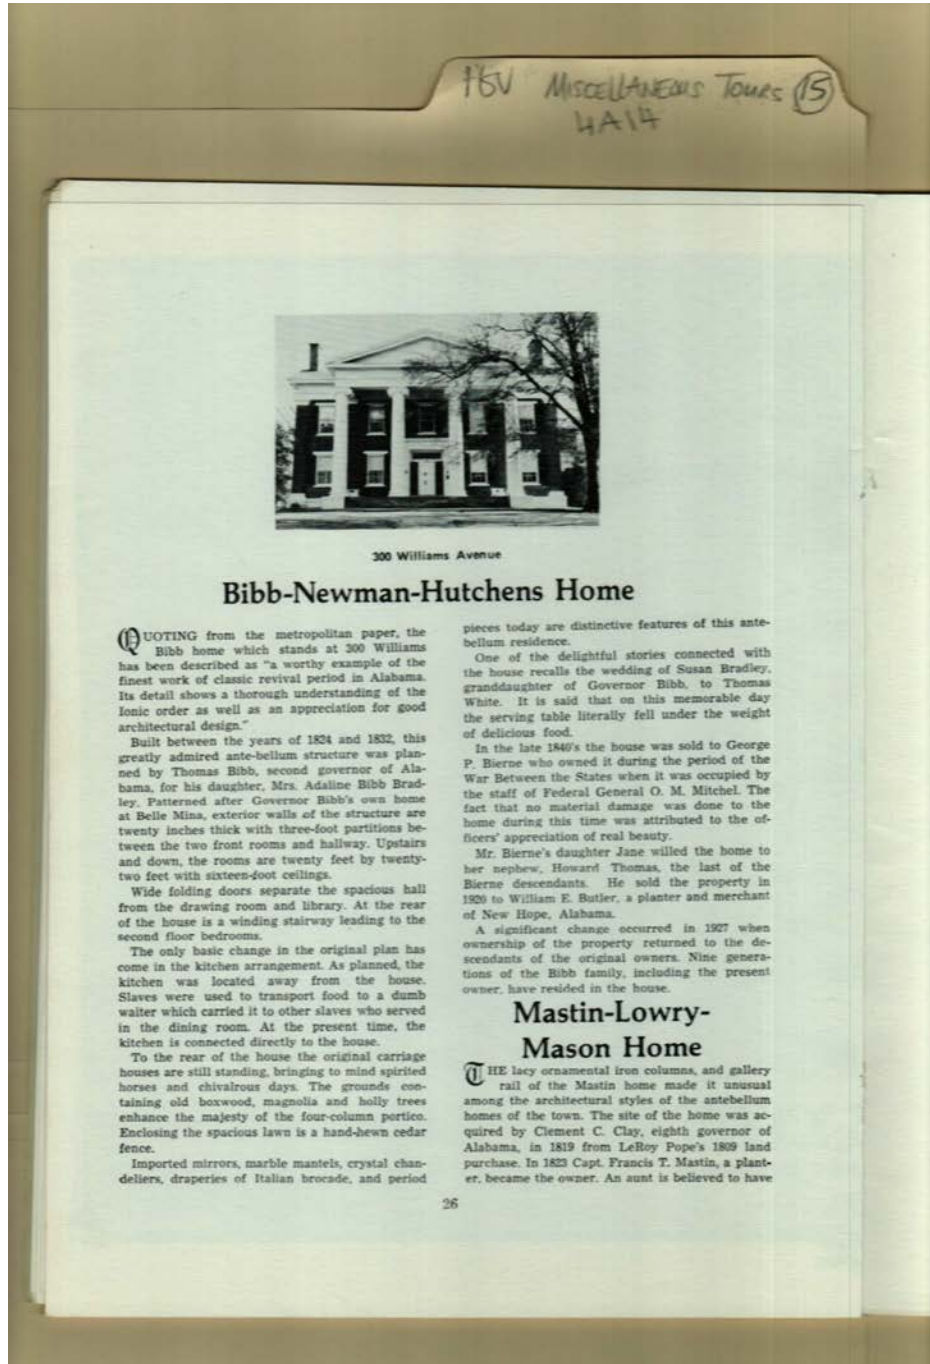 MISCELLANEOUS TOURS 15
4A14
300 Williams Avenue
Bibb-Newman-Hutchens Home
QUOTING from the metropolitan paper, the
Bibb home which stands at 300 Williams
has been described as "a worthy example of the
finest work of classic revival period in Alabama.
Its detail shows a thorough understanding of the
Ionic order as well as an appreciation for good
architectural design."
Built between the years of 1824 and 1832, this
greatly admired ante-bellum structure was plan-
ned by Thomas Bibb, second governor of Ala-
bama, for his daughter, Mrs. Adaline Bibb Brad-
ley. Patterned after Governor Bibb's own home
at Belle Mina, exterior walls of the structure are
twenty inches thick with three-foot partitions be-
tween the two front rooms and hallway. Upstairs
and down, the rooms are twenty feet by twenty-
two feet with sixteen-foot ceilings.
Wide folding doors separate the spacious hall
from the drawing room and library. At the rear
of the house is a winding stairway leading to the
second floor bedrooms.
The only basic change in the original plan has
come in the kitchen arrangement. As planned, the
kitchen was located away from the house.
Slaves were used to transport food to a dumb
waiter which carried it to other slaves who served
in the dining room. At the present time, the
kitchen is connected directly to the house.
To the rear of the house the original carriage
houses are still standing, bringing to mind spirited
horses and chivalrous days. The grounds con-
taining old boxwood, magnolia and holly trees
enhance the majesty of the four-column portico.
Enclosing the spacious lawn is a hand-hewn cedar
fence.
Imported mirrors, marble mantels, crystal chan-
deliers, draperies of Italian brocade, and period
pieces today are distinctive features of this ante-
bellum residence.
One of the delightful stories connected with
the house recalls the wedding of Susan Bradley,
granddaughter of Governor Bibb, to Thomas
White. It is said that on this memorable day
the serving table literally fell under the weight
of delicious food.
In the late 1840's the house was sold to George
P. Bierne who owned it during the period of the
War Between the States when it was occupied by
the staff of Federal General O. M. Mitchel. The
fact that no material damage was done to the
home during this time was attributed to the of-
ficers' appreciation of real beauty.
Mr. Bierne's daughter Jane willed the home to
her nephew, Howard Thomas, the last of the
Bierne descendants. He sold the property in
1920 to William E. Butler, a planter and merchant
of New Hope, Alabama.
A significant change occurred in 1927 when
ownership of the property returned to the de-
scendants of the original owners. Nine genera-
tions of the Bibb family, including the present
owner, have resided in the house.
Mastin-Lowry-
Mason Home
THE lacy ornamental iron columns, and gallery
rail of the Mastin home made it unusual
among the architectural styles of the antebellum
homes of the town. The site of the home was ac-
quired by Clement C. Clay, eighth governor of
Alabama, in 1819 from LeRoy Pope's 1809 land
purchase. In 1823 Capt. Francis T. Mastin, a plant-
er, became the owner. An aunt is believed to have
26